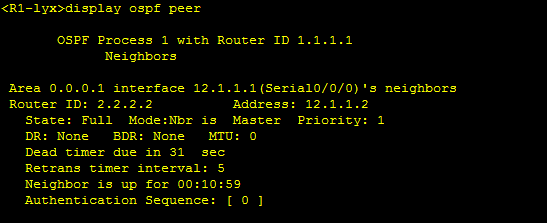 <R1-lyx>display ospf peer
OSPF Process 1 with Router ID 1.1.1.1
Neighbors
Area 0.0.0.1 interface 12.1.1.1(Serial0/0/0)'s neighbors
Router ID: 2.2.2.2          Address: 12.1.1.2
State: Full  Mode:Nbr is  Master  Priority: 1
DR: None   BDR: None   MTU: 0
Dead timer due in 31  sec
Retrans timer interval: 5
Neighbor is up for 00:10:59
Authentication Sequence: [ 0 ]